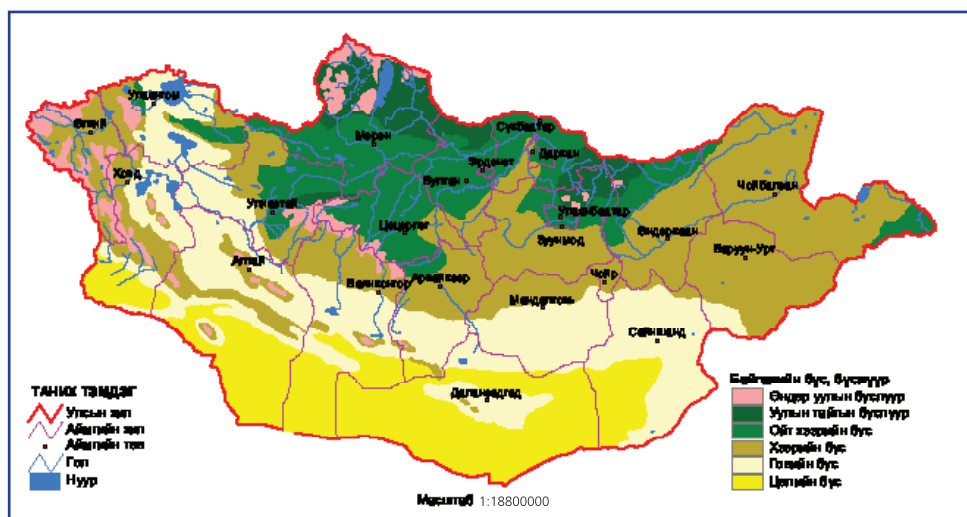 Улаангом
Өлгий
Ховд
Мөрөн
Сүхбаатар
Дархан
Эрдэнэт
Булган
Улиастай
Цэцэрлэг
Улаанбаатар
Зуунмод
Өндөрхаан
Чойбалсан
Баруун-Урт
Алтай
Баянхонгор
Арвайхээр
Чойр
Мандалговь
Сайншанд
Даланзадгад
таних тэмдэг
Улсын хил
Аймгийн хил
Аймгийн төв
Гол
Нуур
Масштаб 1:18800000
Байгалийн бүс, бүслүүр
Өндөр уулын бүслүүр
Уулын тайгын бүслүүр
Ойт хээрийн бүс
Хээрийн бүс
Говийн бүс
Цөлийн бүс